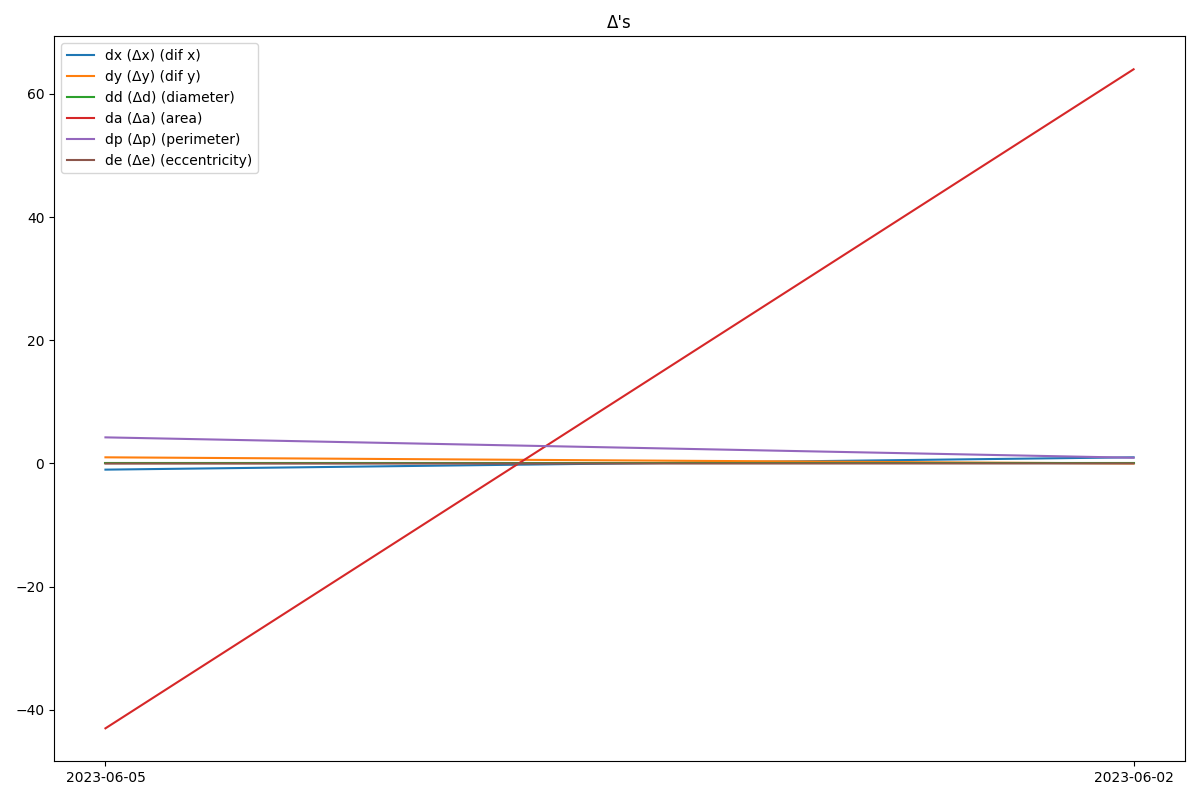 Δ's
dx (Δx) (dif x)
dy (Δy) (dif y)
dd (Δd) (diameter)
da (Δa) (area)
dp (Δp) (perimeter)
de (Δe) (eccentricity)
60
40
20
0
−20
−40
2023-06-05
2023-06-02